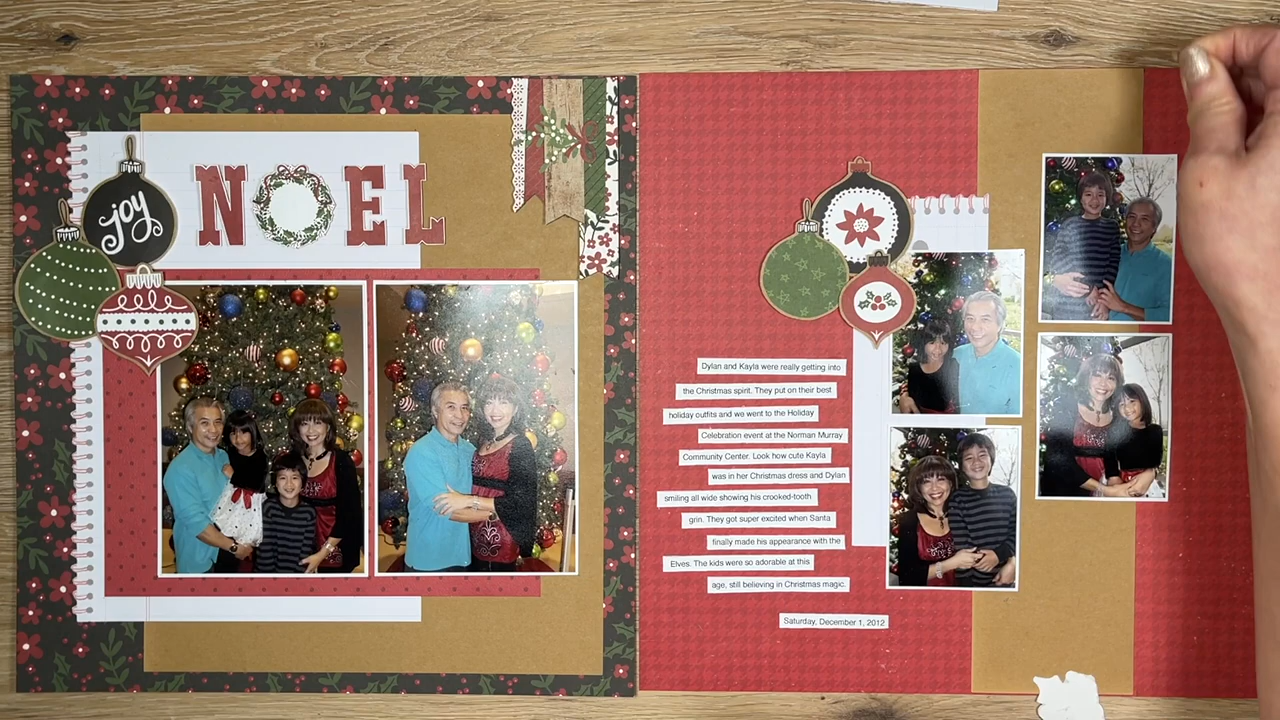 joy
NOEL
Dylan and Kayla were really getting into
the Christmas spirit. They put on their best
holiday outfits and we went to the Holiday
Celebration event at the Norman Murray
Community Center. Look how cute Kayla
was in her Christmas dress and Dylan
smiling all wide showing his crooked-tooth
grin. They got super excited when Santa
finally made his appearance with the
Elves. The kids were so adorable at this
age, still believing in Christmas magic.
Saturday, December 1, 2012